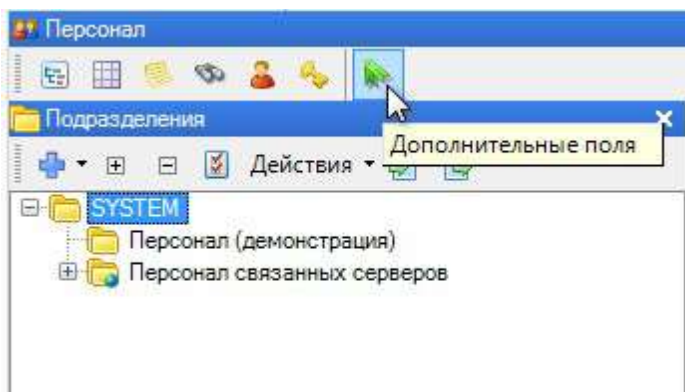 Персонал
Подразделения
Дополнительные поля
Действия
SYSTEM
Персонал (демонстрация)
Персонал связанных серверов